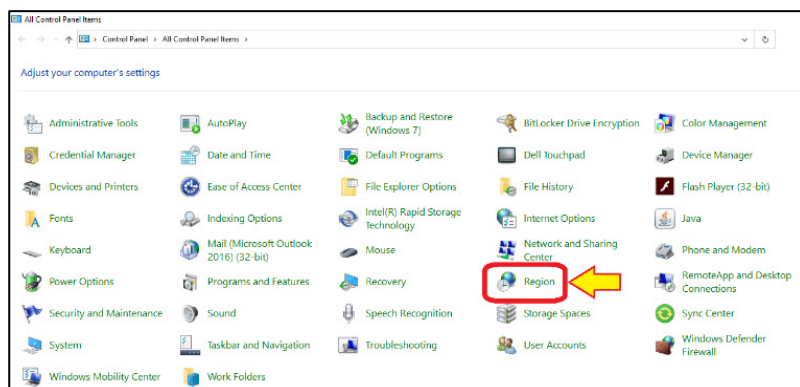 All Control Panel Items
Control Panel > All Control Panel Items >
Adjust your computer's settings
Administrative Tools
AutoPlay
Backup and Restore
(Windows 7)
BitLocker Drive Encryption
Color Management
Credential Manager
Date and Time
Default Programs
Dell Touchpad
Device Manager
Devices and Printers
Ease of Access Center
File Explorer Options
File History
Flash Player (32-bit)
Fonts
Indexing Options
Intel(R) Rapid Storage
Technology
Internet Options
Java
Keyboard
Mail (Microsoft Outlook
2016) (32-bit)
Mouse
Network and Sharing
Center
Phone and Modem
Power Options
Programs and Features
Recovery
Region
RemoteApp and Desktop
Connections
Security and Maintenance
Sound
Speech Recognition
Storage Spaces
Sync Center
System
Taskbar and Navigation
Troubleshooting
User Accounts
Windows Defender
Firewall
Windows Mobility Center
Work Folders